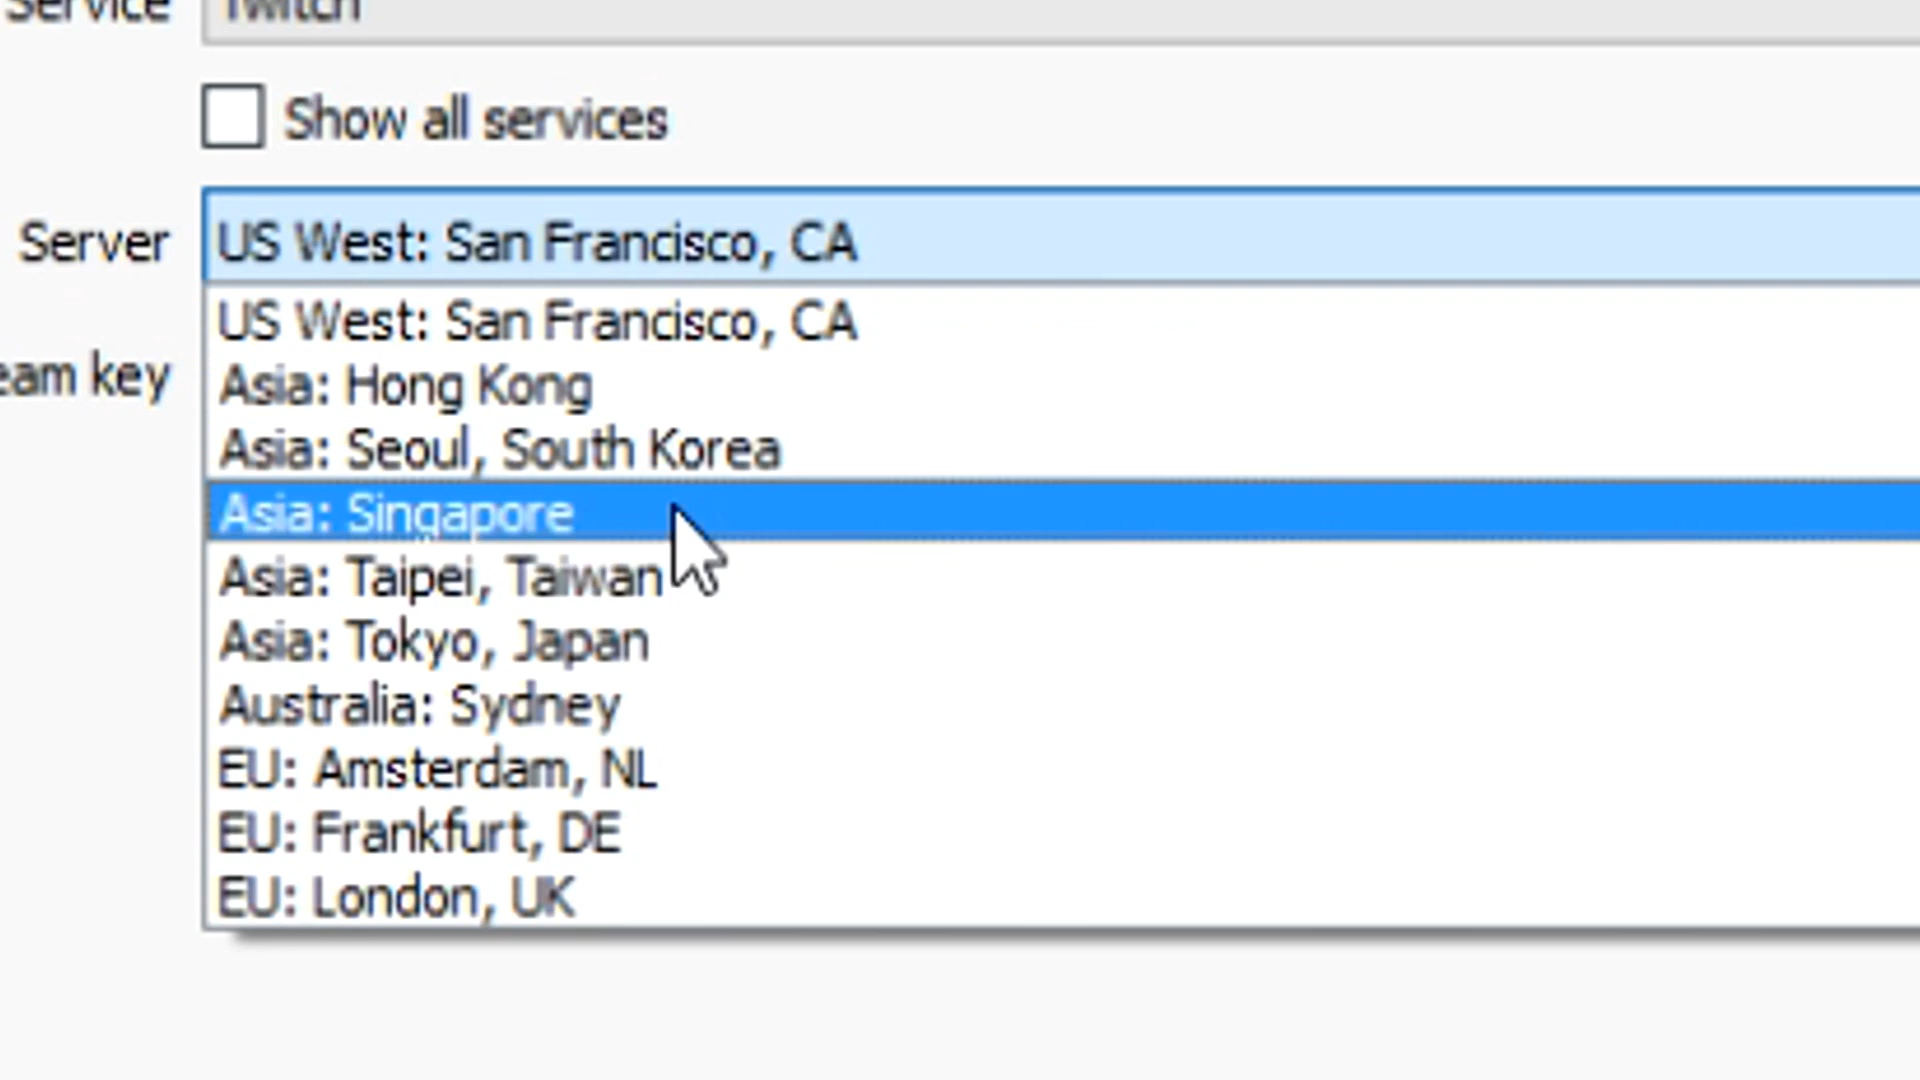 Service Twitch
Show all services
Server US West: San Francisco, CA
US West: San Francisco, CA
Asia: Hong Kong
eam key
Asia: Seoul, South Korea
Asia: Singapore
Asia: Taipei, Taiwan
Asia: Tokyo, Japan
Australia: Sydney
EU: Amsterdam, NL
EU: Frankfurt, DE
EU: London, UK